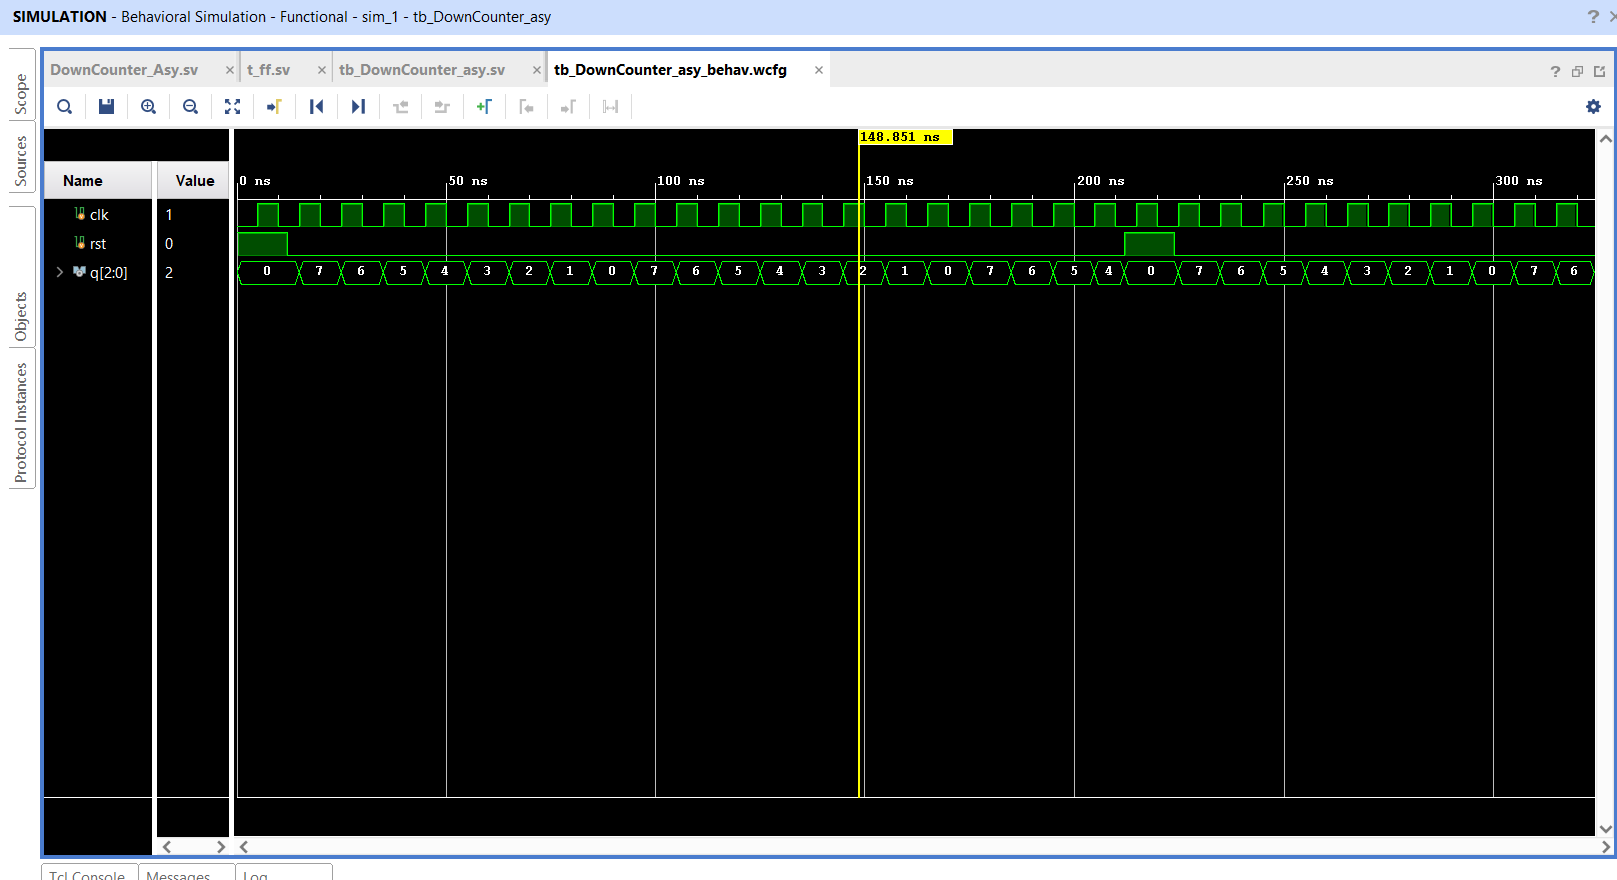 SIMULATION - Behavioral Simulation - Functional - sim_1 - tb_DownCounter_asy
?
Scope
Sources
Objects
Protocol Instances
DownCounter_Asy.sv
t_ff.sv
tb_DownCounter_asy.sv
tb_DownCounter_asy_behav.wcfg
?
148.851 ns
Name Value
0 ns 50 ns 100 ns 150 ns 200 ns 250 ns 300 ns
clk 1
rst 0
q[2:0] 2 0 7 6 5 4 3 2 1 0 7 6 5 4 3 2 1 0 7 6 5 4 0 7 6 5 4 3 2 1 0 7 6
Tcl Console Messages Log